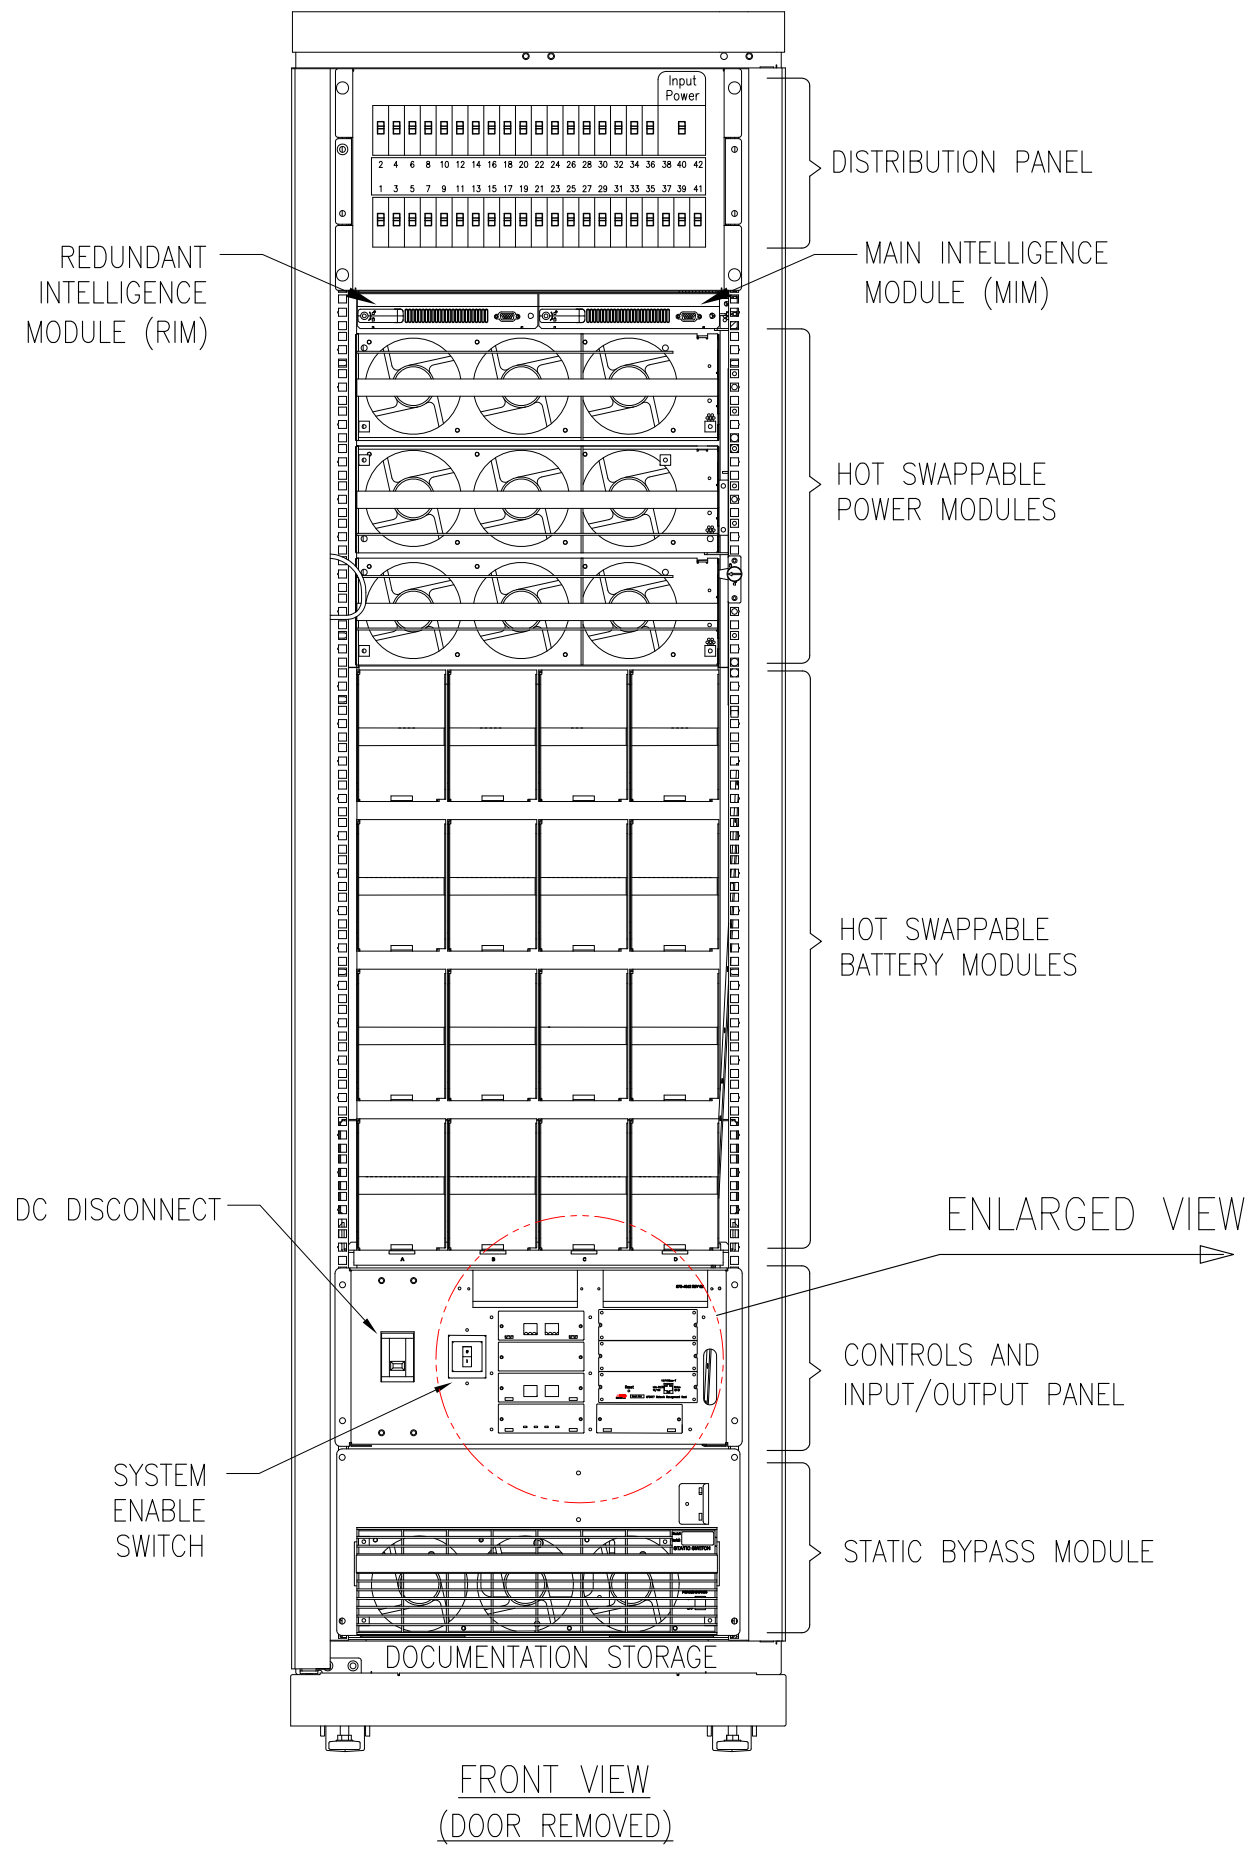 Input
Power
2 4 6 8 10 12 14 16 18 20 22 24 26 28 30 32 34 36 38 40 42
1 3 5 7 9 11 13 15 17 19 21 23 25 27 29 31 33 35 37 39 41
DISTRIBUTION PANEL
REDUNDANT
INTELLIGENCE
MODULE (RIM)
MAIN INTELLIGENCE
MODULE (MIM)
HOT SWAPPABLE
POWER MODULES
HOT SWAPPABLE
BATTERY MODULES
DC DISCONNECT
ENLARGED VIEW
A B C D
CONTROLS AND
INPUT/OUTPUT PANEL
SYSTEM
ENABLE
SWITCH
STATIC SWITCH
STATIC BYPASS MODULE
DOCUMENTATION STORAGE
FRONT VIEW
(DOOR REMOVED)